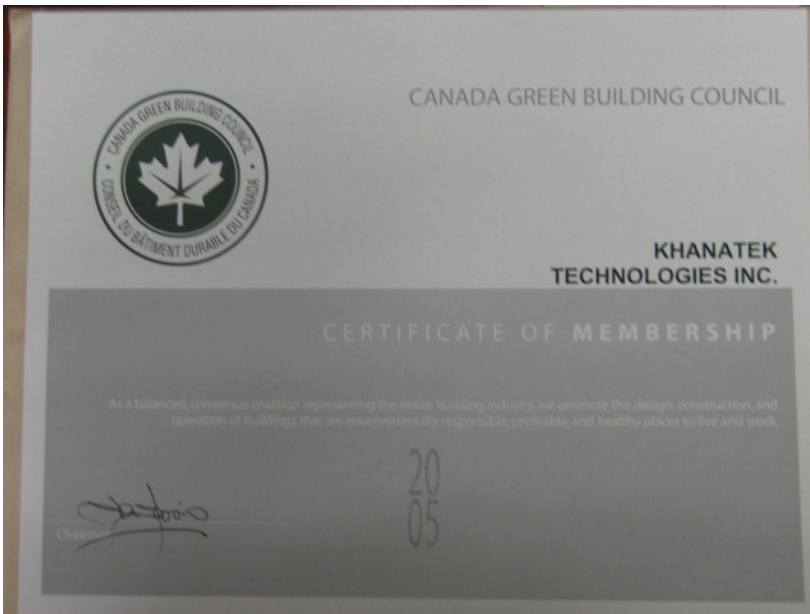 CANADA GREEN BUILDING COUNCIL
• CANADA GREEN BUILDING COUNCIL •
CONSEIL DU BÂTIMENT DURABLE DU CANADA
KHANATEK
TECHNOLOGIES INC.
CERTIFICATE OF MEMBERSHIP
As a balanced, consensus coalition representing the entire building industry, we promote the design, construction, and
operation of buildings that are environmentally responsible, profitable, and healthy places to live and work.
20
05
Chairman